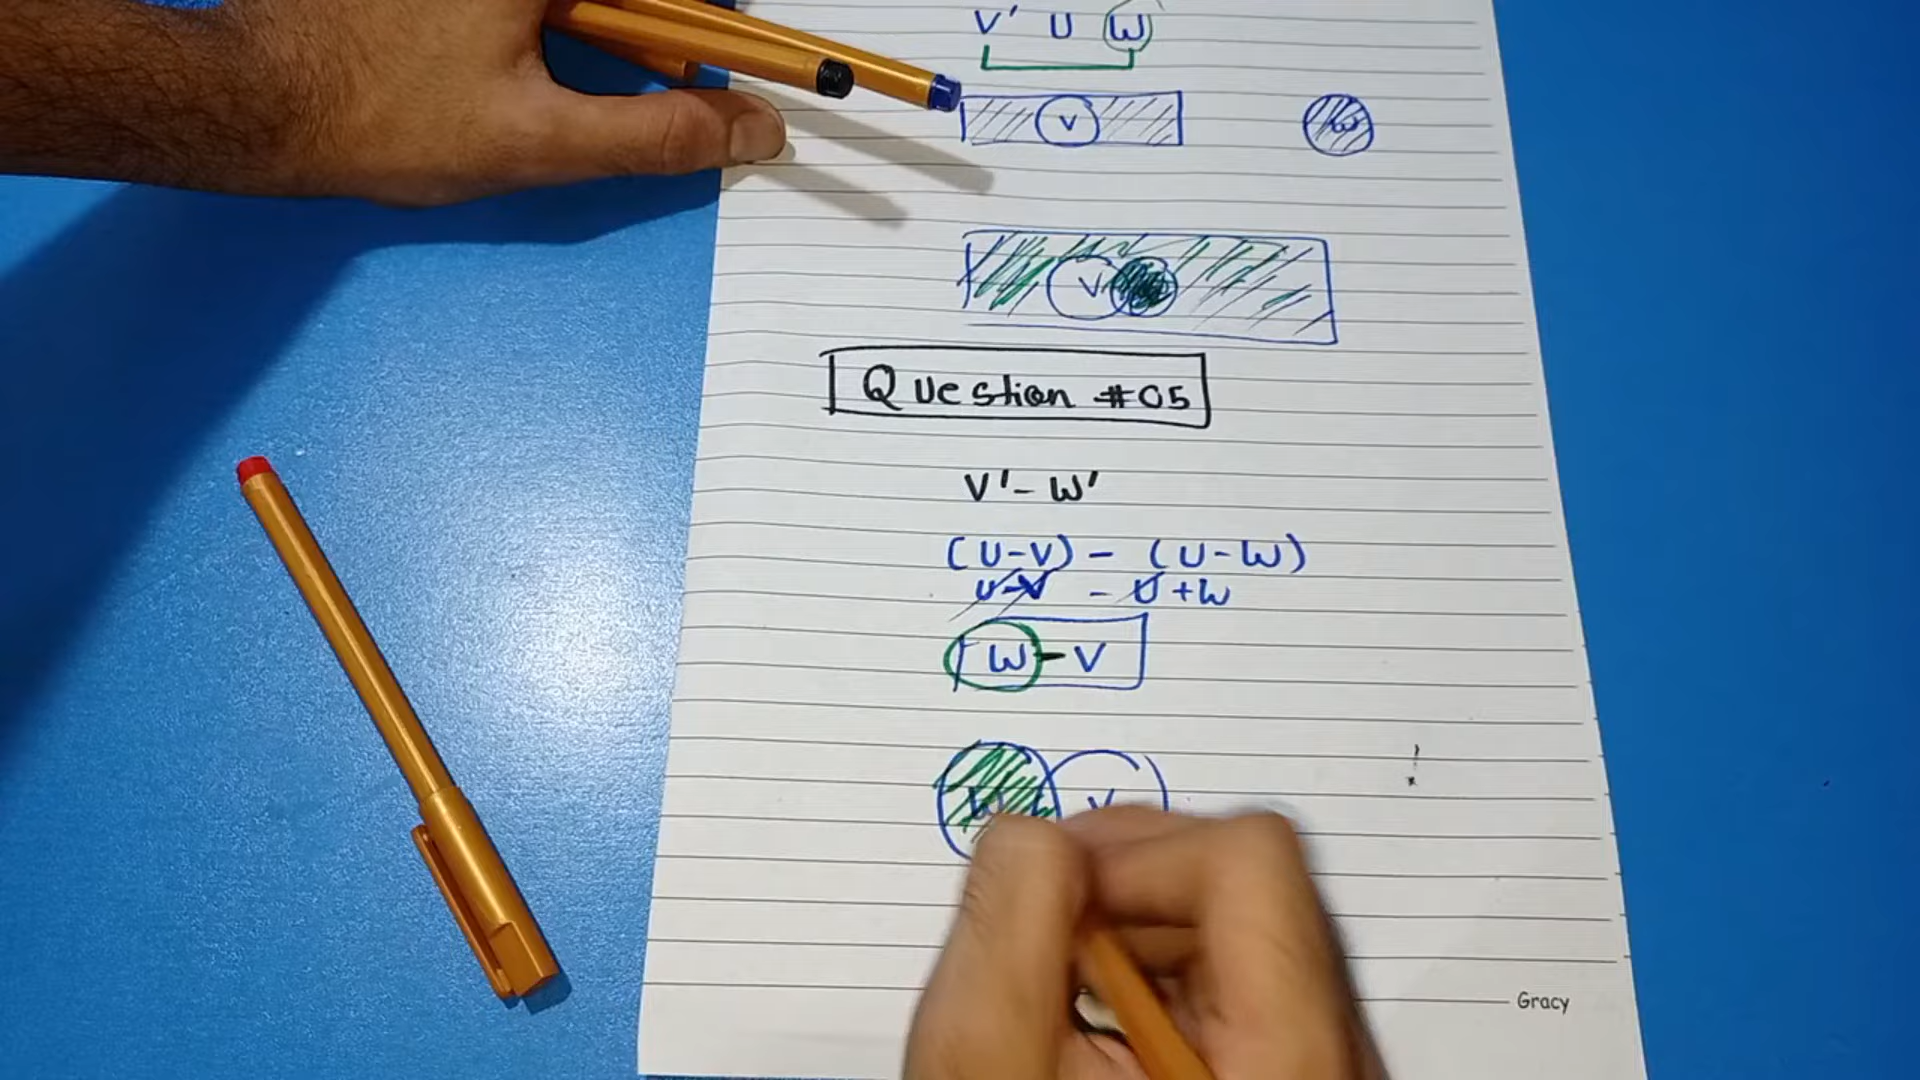 V' U W
V W
V
Question #05
V' - W'
(U-V) - (U-W)
U-V - U+W
W - V
W V
!
Gracy